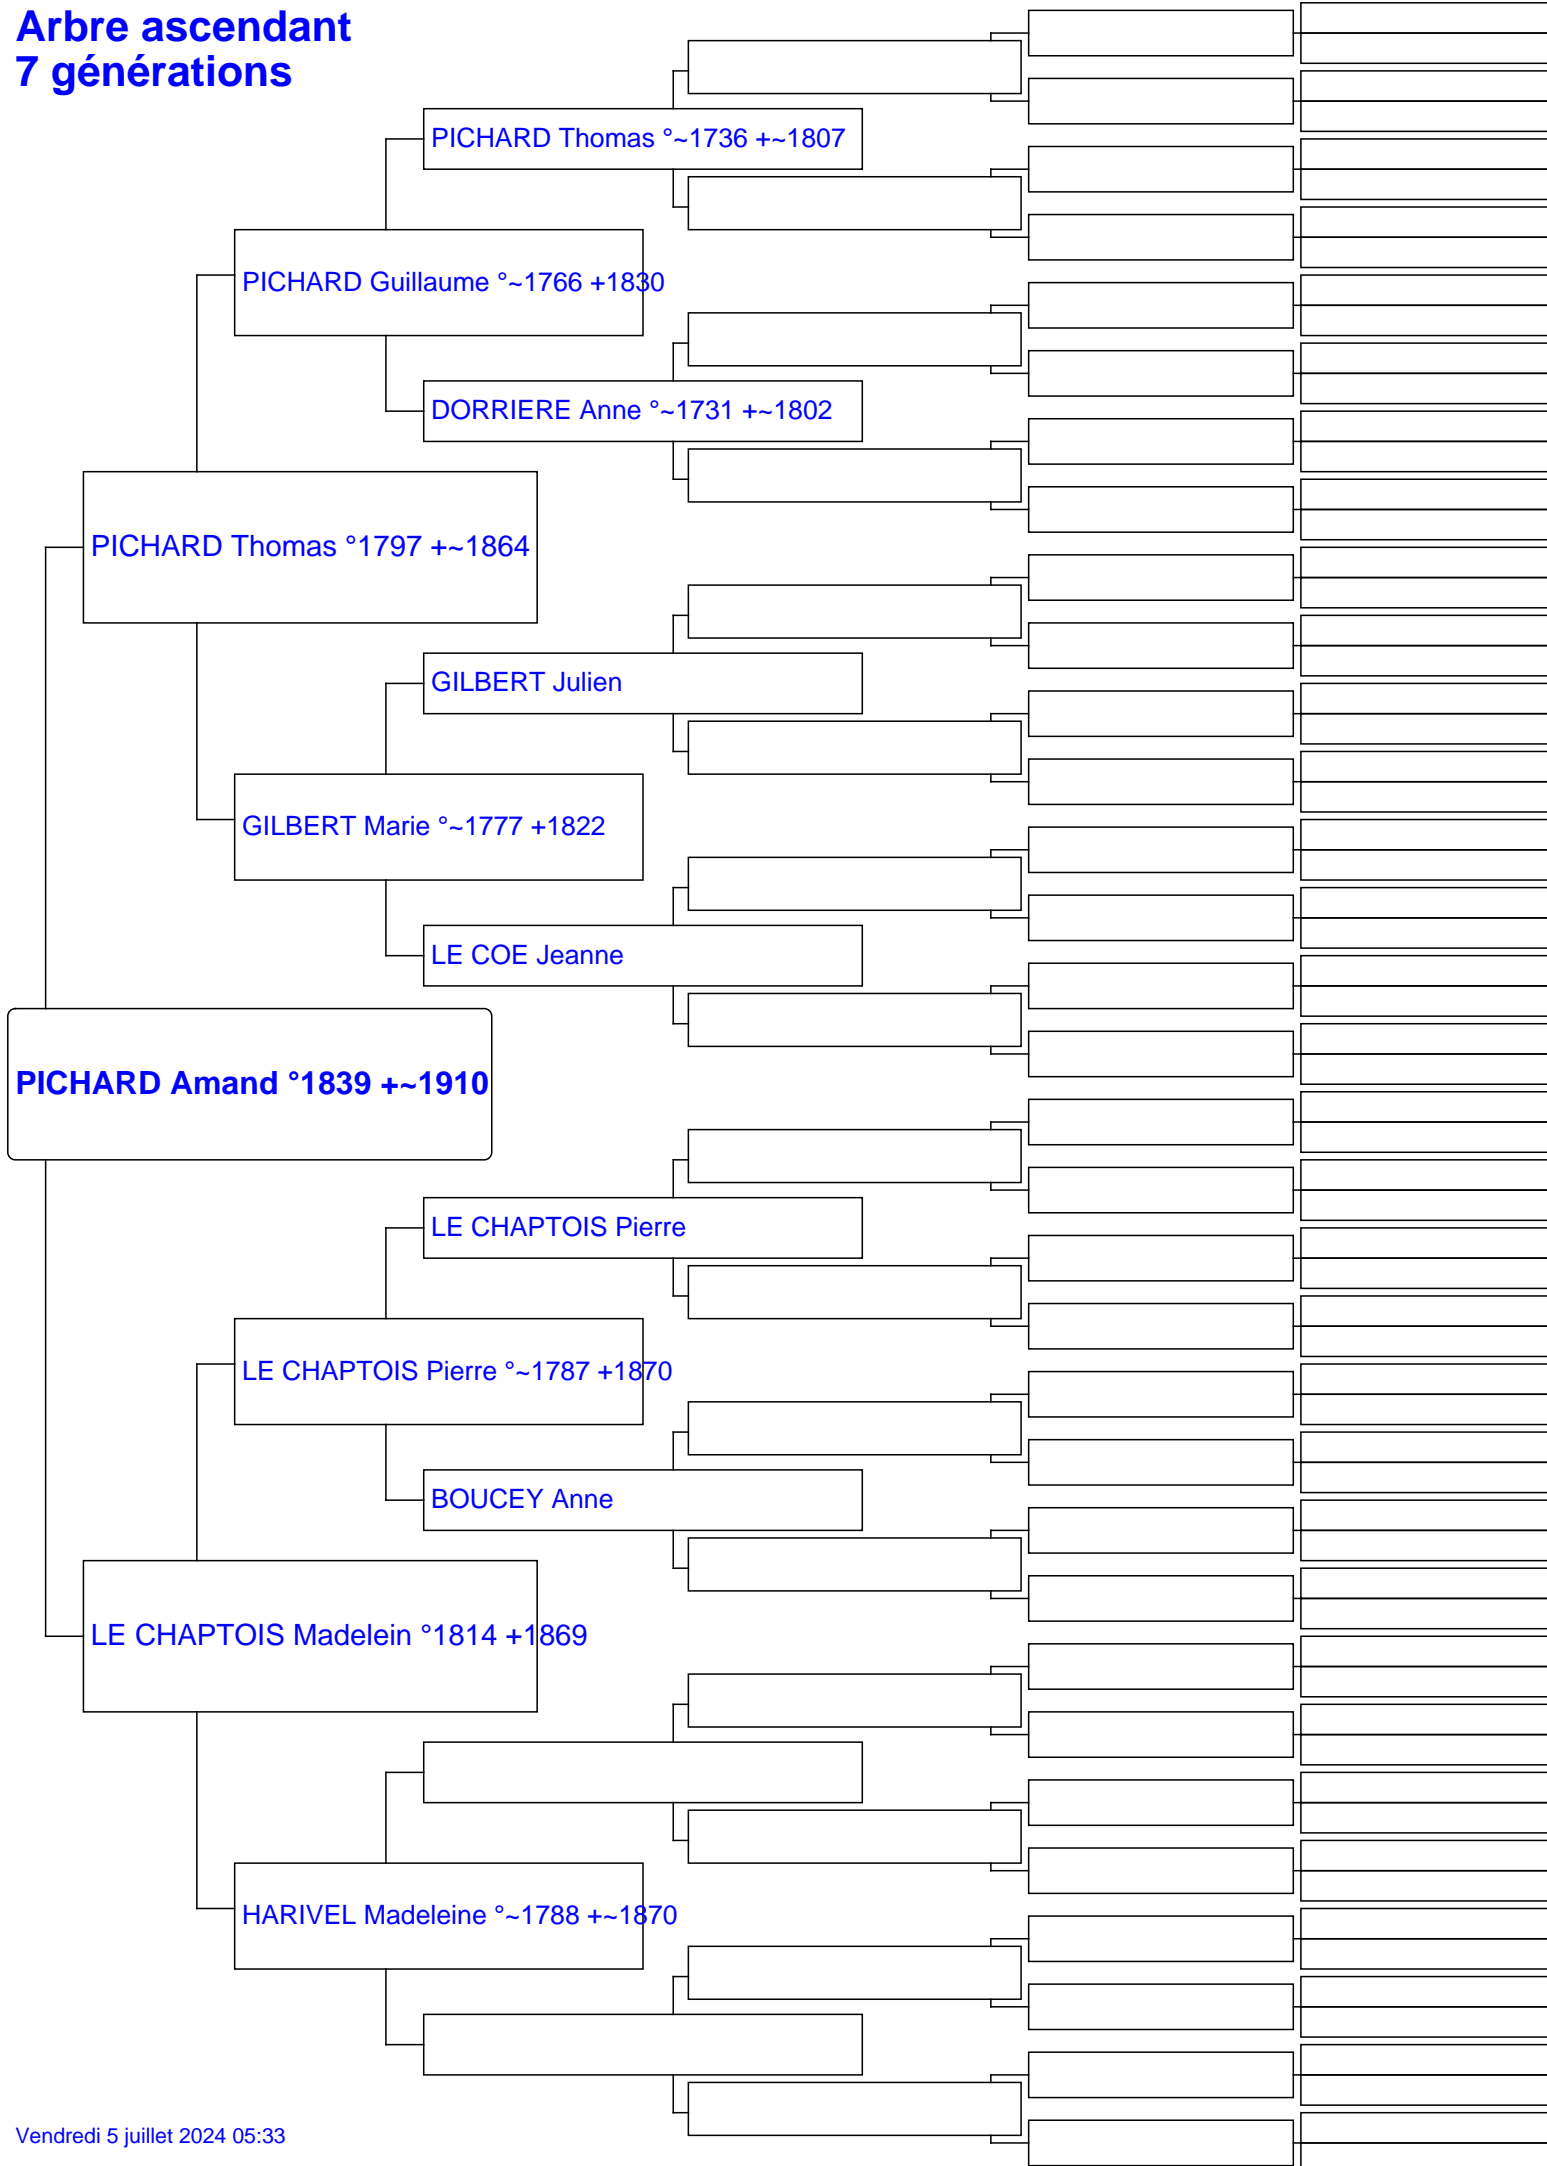 Arbre ascendant
7 générations
PICHARD Thomas °~1736 +~1807
PICHARD Guillaume °~1766 +1830
DORRIERE Anne °~1731 +~1802
PICHARD Thomas °1797 +~1864
GILBERT Julien
GILBERT Marie °~1777 +1822
LE COE Jeanne
PICHARD Amand °1839 +~1910
LE CHAPTOIS Pierre
LE CHAPTOIS Pierre °~1787 +1870
BOUCEY Anne
LE CHAPTOIS Madelein °1814 +1869
HARIVEL Madeleine °~1788 +~1870
Vendredi 5 juillet 2024 05:33